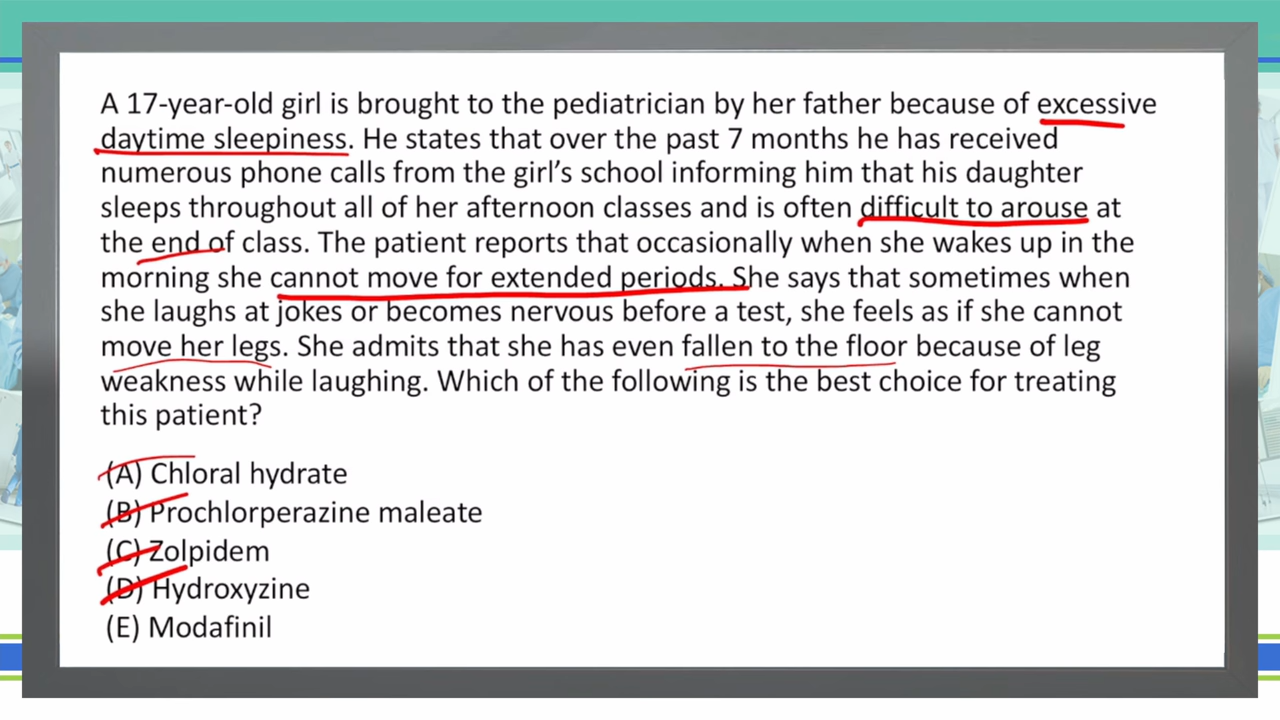 A 17-year-old girl is brought to the pediatrician by her father because of excessive
daytime sleepiness. He states that over the past 7 months he has received
numerous phone calls from the girl’s school informing him that his daughter
sleeps throughout all of her afternoon classes and is often difficult to arouse at
the end of class. The patient reports that occasionally when she wakes up in the
morning she cannot move for extended periods. She says that sometimes when
she laughs at jokes or becomes nervous before a test, she feels as if she cannot
move her legs. She admits that she has even fallen to the floor because of leg
weakness while laughing. Which of the following is the best choice for treating
this patient?
(A) Chloral hydrate
(B) Prochlorperazine maleate
(C) Zolpidem
(D) Hydroxyzine
(E) Modafinil